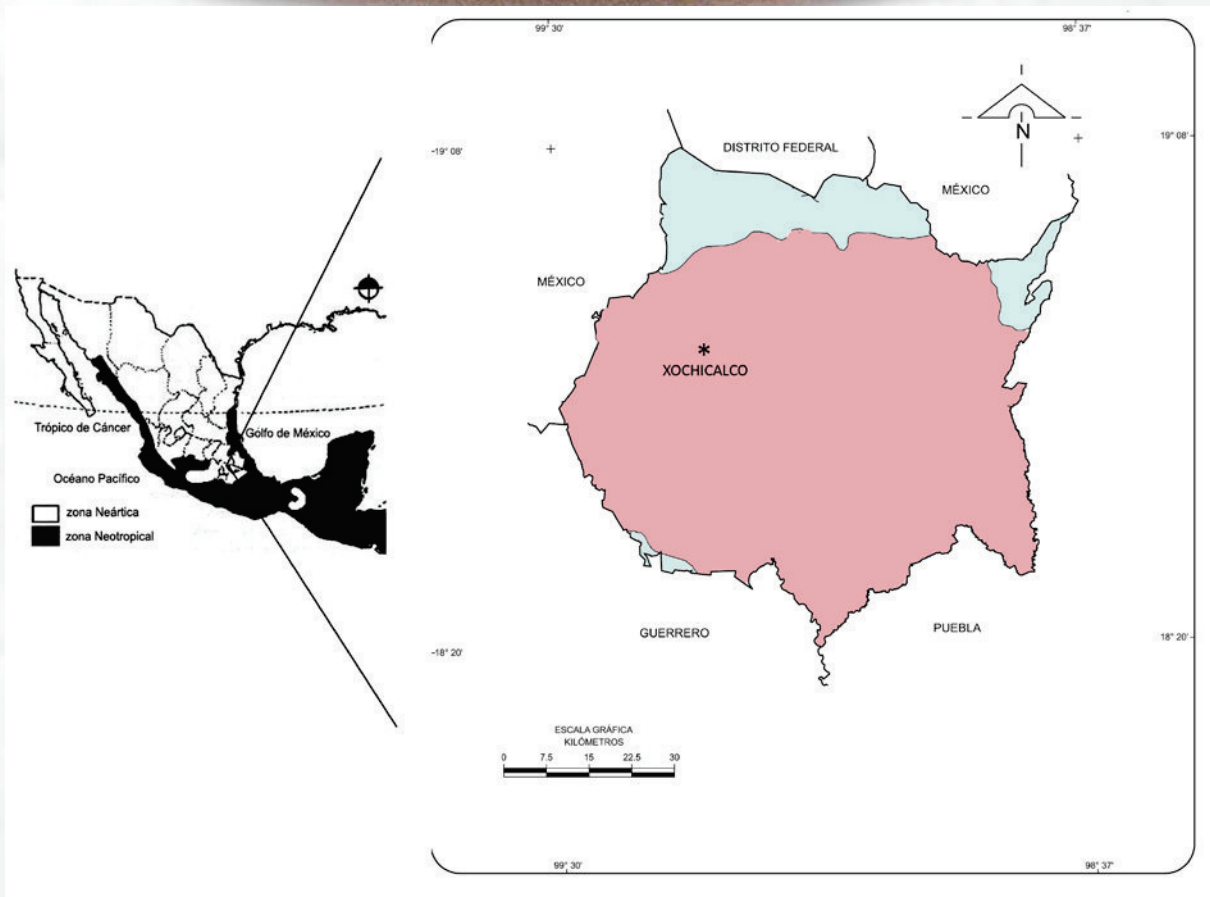 Trópico de Cáncer
Golfo de México
Océano Pacífico
zona Neártica
zona Neotropical
99° 30'
98° 37'
N
19° 08'
-19° 08'
DISTRITO FEDERAL
MÉXICO
MÉXICO
*
XOCHICALCO
GUERRERO
PUEBLA
18° 20'
-18° 20'
ESCALA GRÁFICA
KILÓMETROS
0 7.5 15 22.5 30
99° 30'
98° 37'